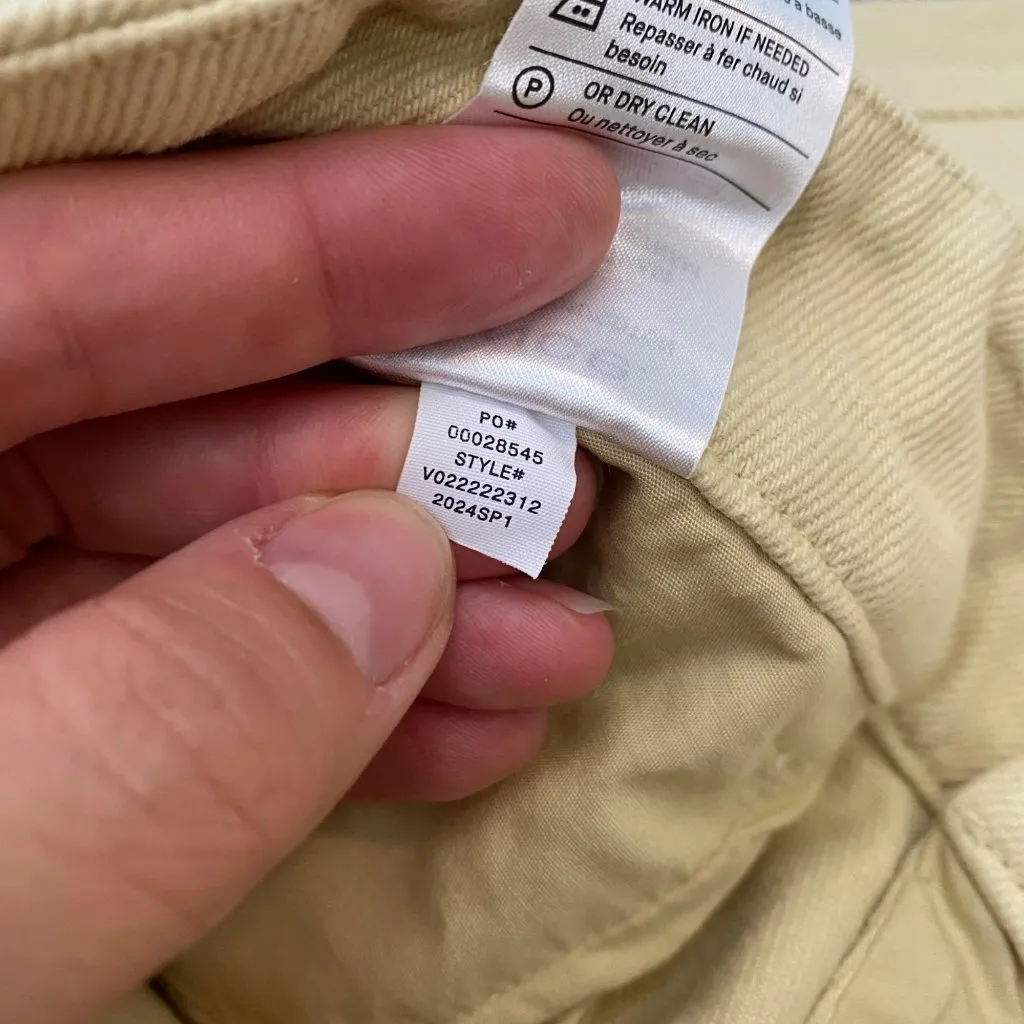 à basse
WARM IRON IF NEEDED
Repasser à fer chaud si
besoin
P
OR DRY CLEAN
Ou nettoyer à sec
PO#
00028545
STYLE#
V022222312
2024SP1